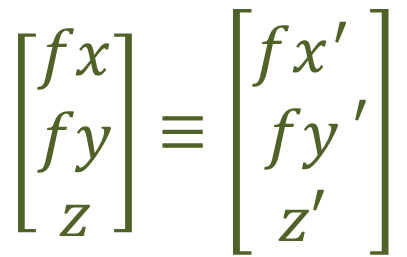 [fx fy z] ≡ [fx′ fy′ z′]